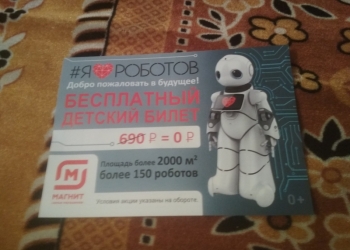 #Я РОБОТОВ
Добро пожаловать в будущее!
БЕСПЛАТНЫЙ
ДЕТСКИЙ БИЛЕТ
690 ₽ = 0 ₽
Площадь более 2000 м²
более 150 роботов
М
МАГНИТ
Условия акции указаны на обороте.
0+